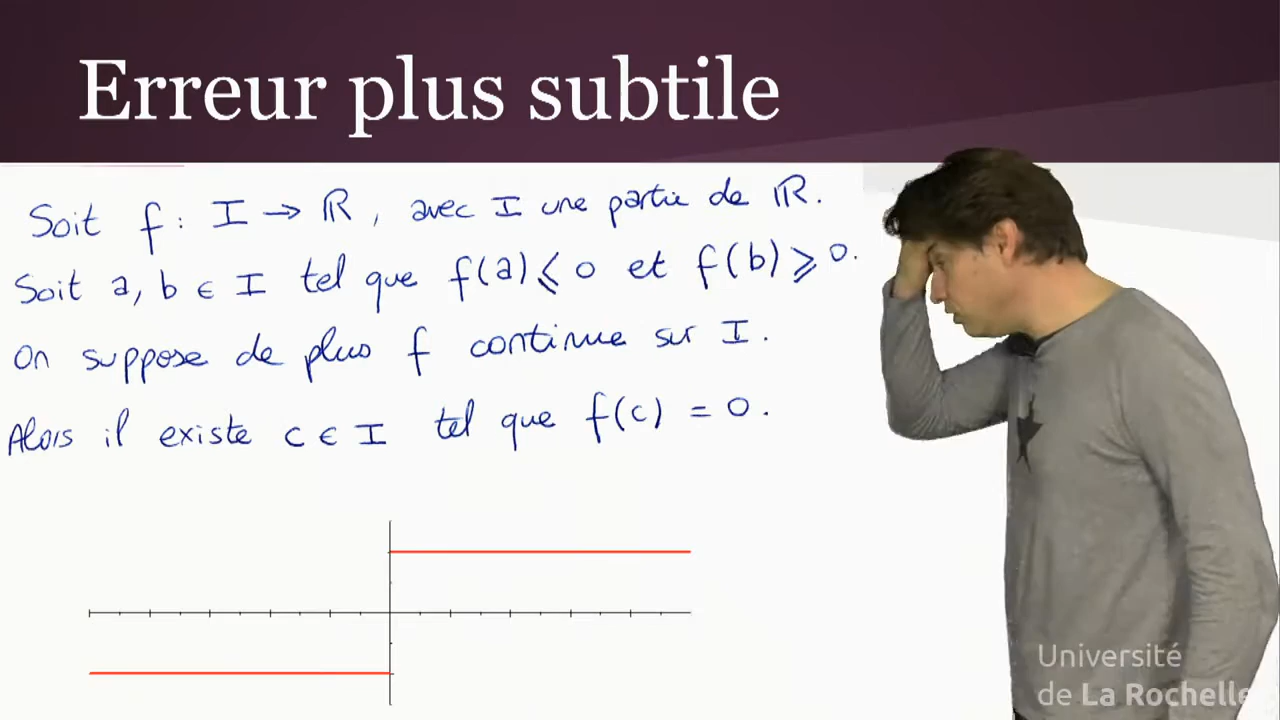 Erreur plus subtile
Soit f : I → ℝ, avec I une partie de ℝ.
Soit a, b ∈ I tel que f(a) ⩽ 0 et f(b) ⩾ 0.
On suppose de plus f continue sur I.
Alors il existe c ∈ I tel que f(c) = 0.
Université
de La Rochelle